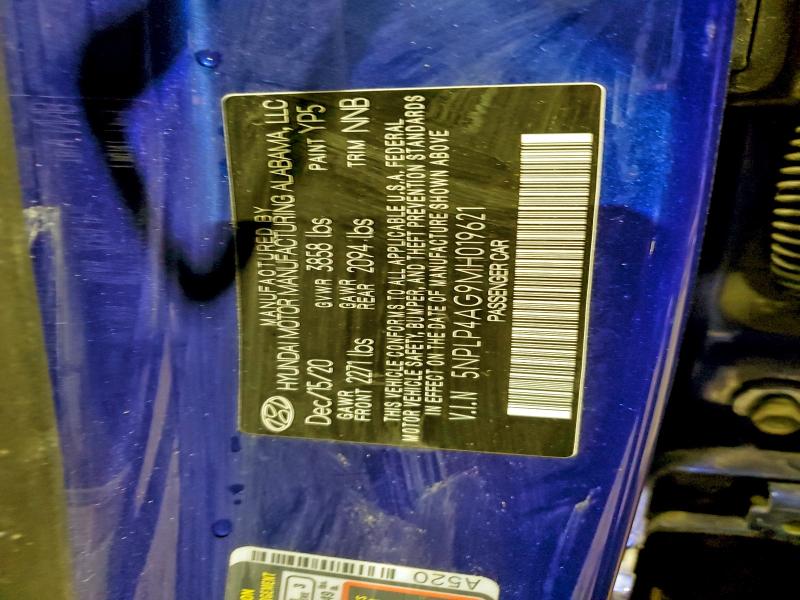 MANUFACTURED BY
HYUNDAI MOTOR MANUFACTURING ALABAMA, LLC
Dec/15/20 GVWR 3858 lbs PAINT YP5
GAWR FRONT 2271 lbs GAWR REAR 2094 lbs TRIM NNB
THIS VEHICLE CONFORMS TO ALL APPLICABLE U.S.A. FEDERAL
MOTOR VEHICLE SAFETY, BUMPER, AND THEFT PREVENTION STANDARDS
IN EFFECT ON THE DATE OF MANUFACTURE SHOWN ABOVE
V.I.N 5NPLP4AG9MH019621
PASSENGER CAR
A520